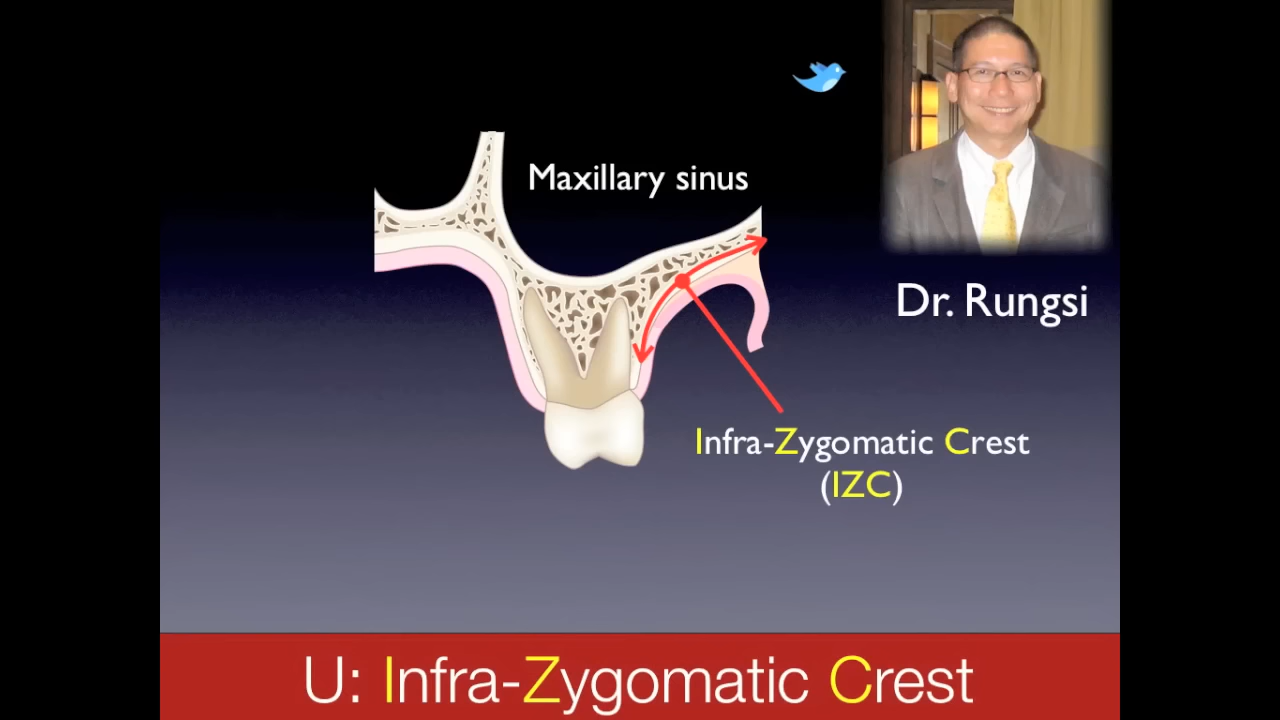 Maxillary sinus
Dr. Rungsi
Infra-Zygomatic Crest
(IZC)
U: Infra-Zygomatic Crest